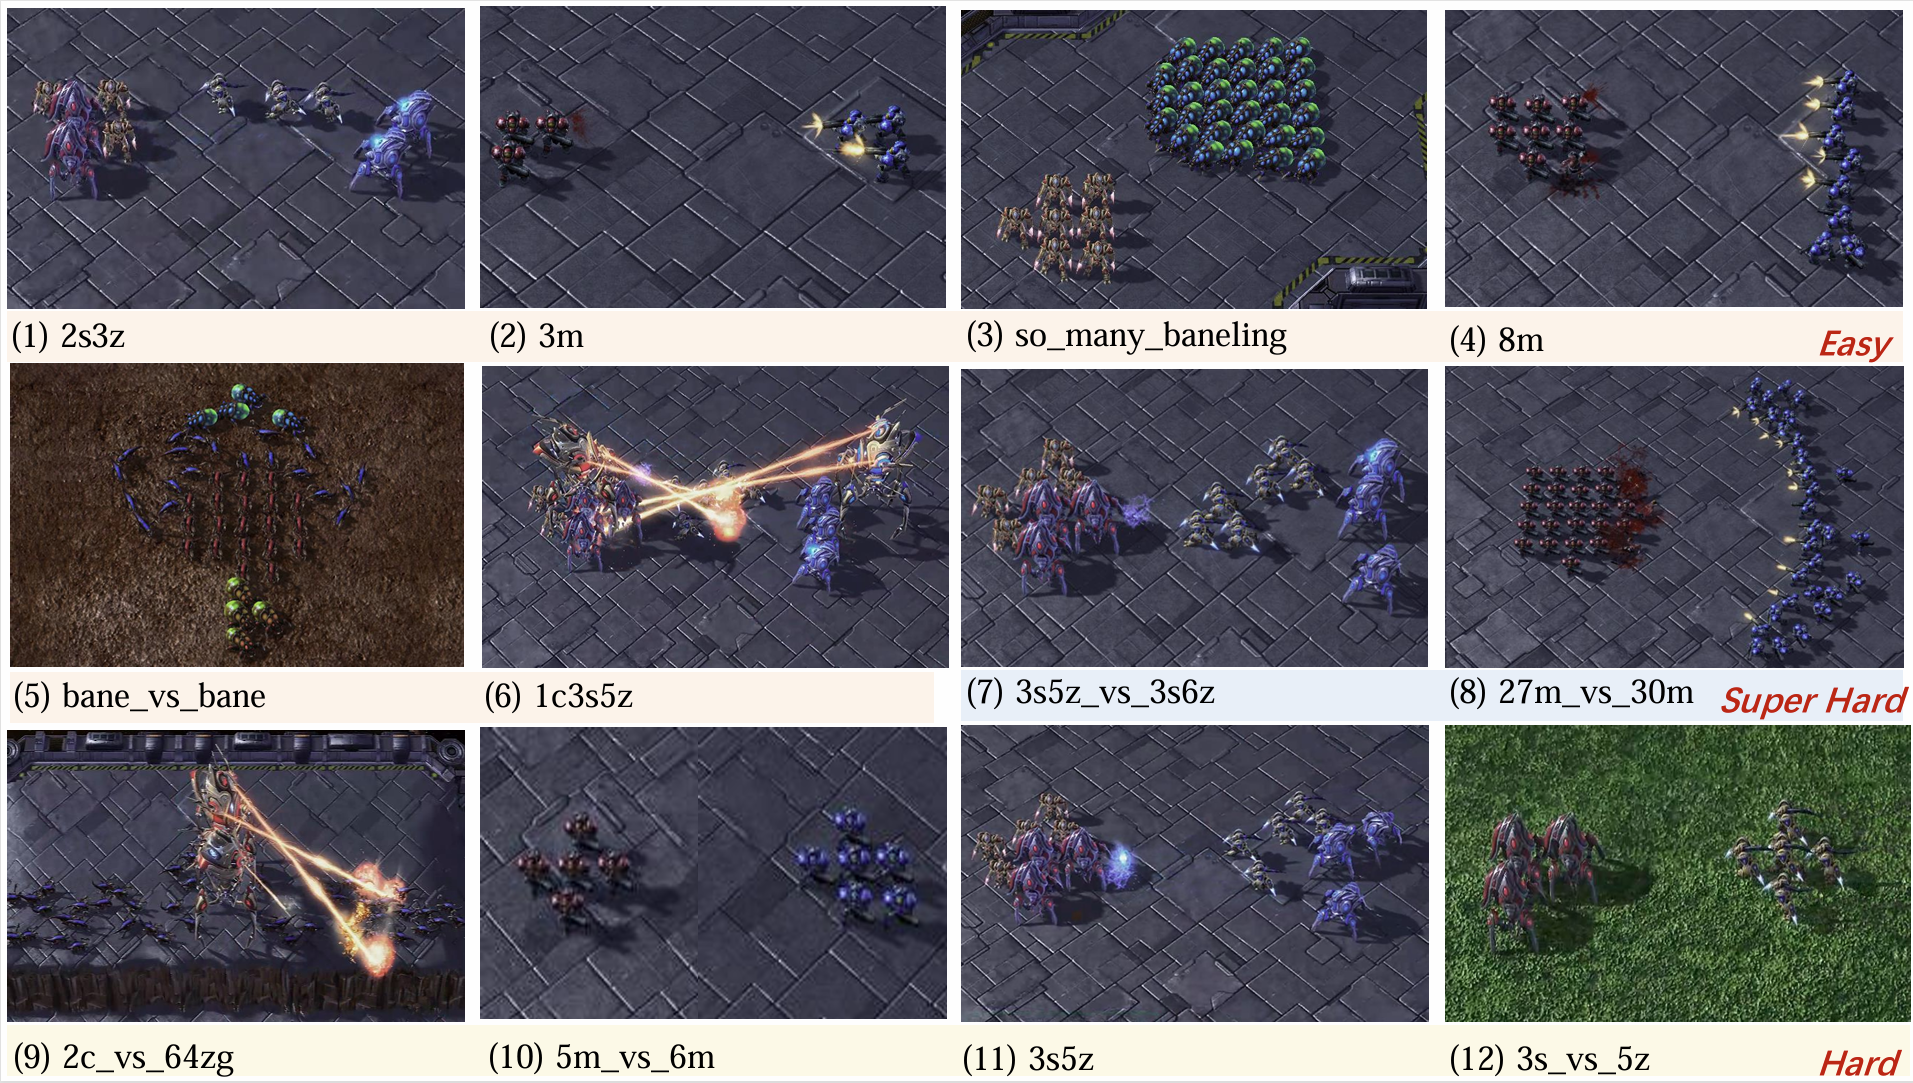 (1) 2s3z
(2) 3m
(3) so_many_baneling
(4) 8m
Easy
(5) bane_vs_bane
(6) 1c3s5z
(7) 3s5z_vs_3s6z
(8) 27m_vs_30m
Super Hard
(9) 2c_vs_64zg
(10) 5m_vs_6m
(11) 3s5z
(12) 3s_vs_5z
Hard